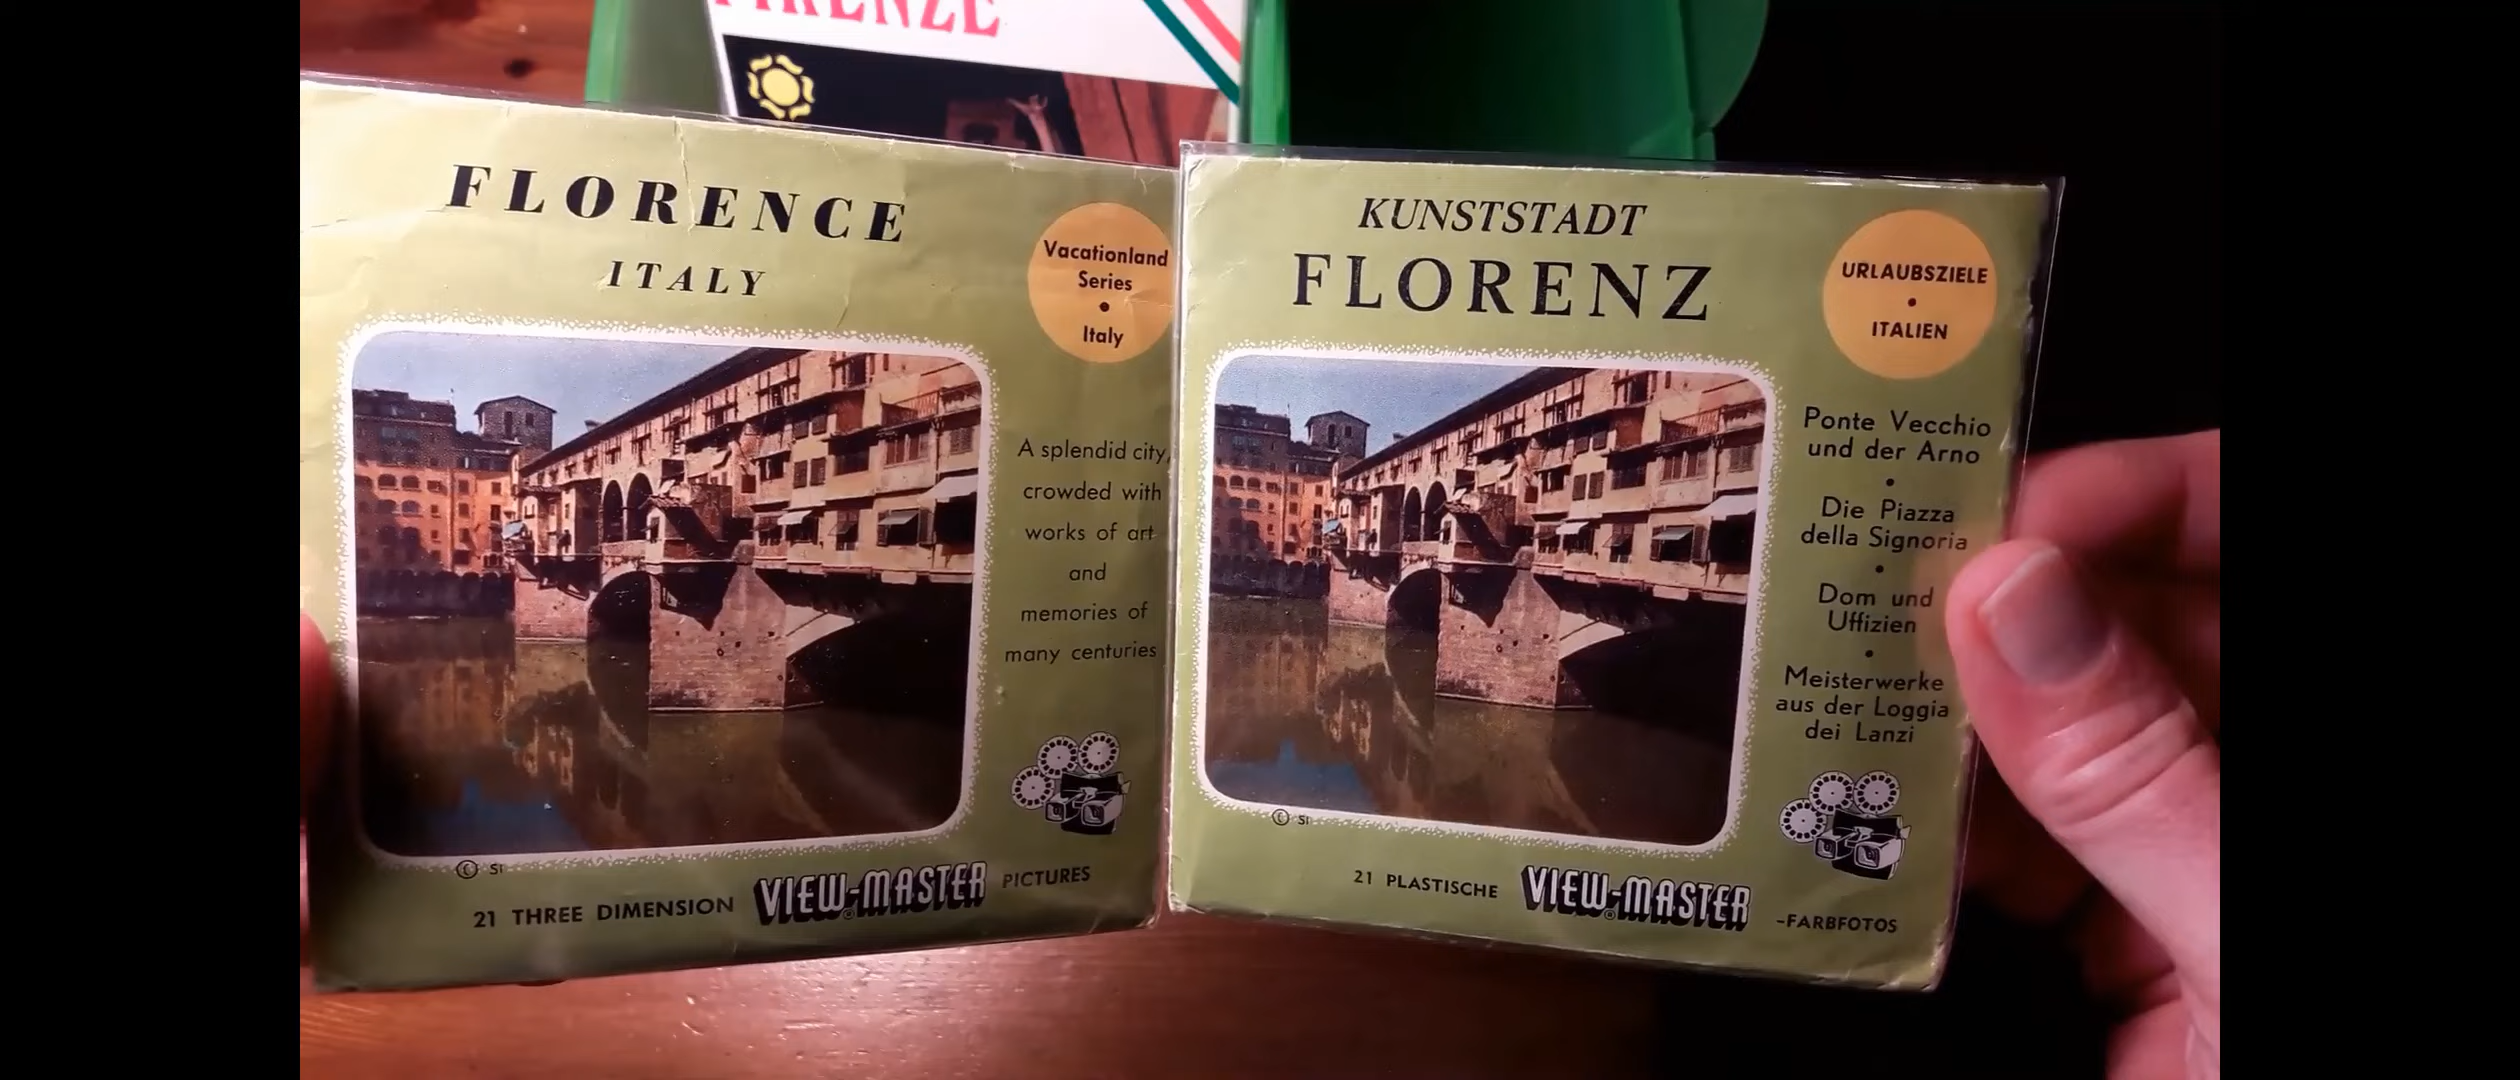 FIRENZE
FLORENCE
ITALY
Vacationland
Series
•
Italy
A splendid city,
crowded with
works of art
and
memories of
many centuries
© SI
21 THREE DIMENSION VIEW-MASTER® PICTURES
KUNSTSTADT
FLORENZ
URLAUBSZIELE
•
ITALIEN
Ponte Vecchio
und der Arno
•
Die Piazza
della Signoria
•
Dom und
Uffizien
•
Meisterwerke
aus der Loggia
dei Lanzi
© SI
21 PLASTISCHE VIEW-MASTER® -FARBFOTOS